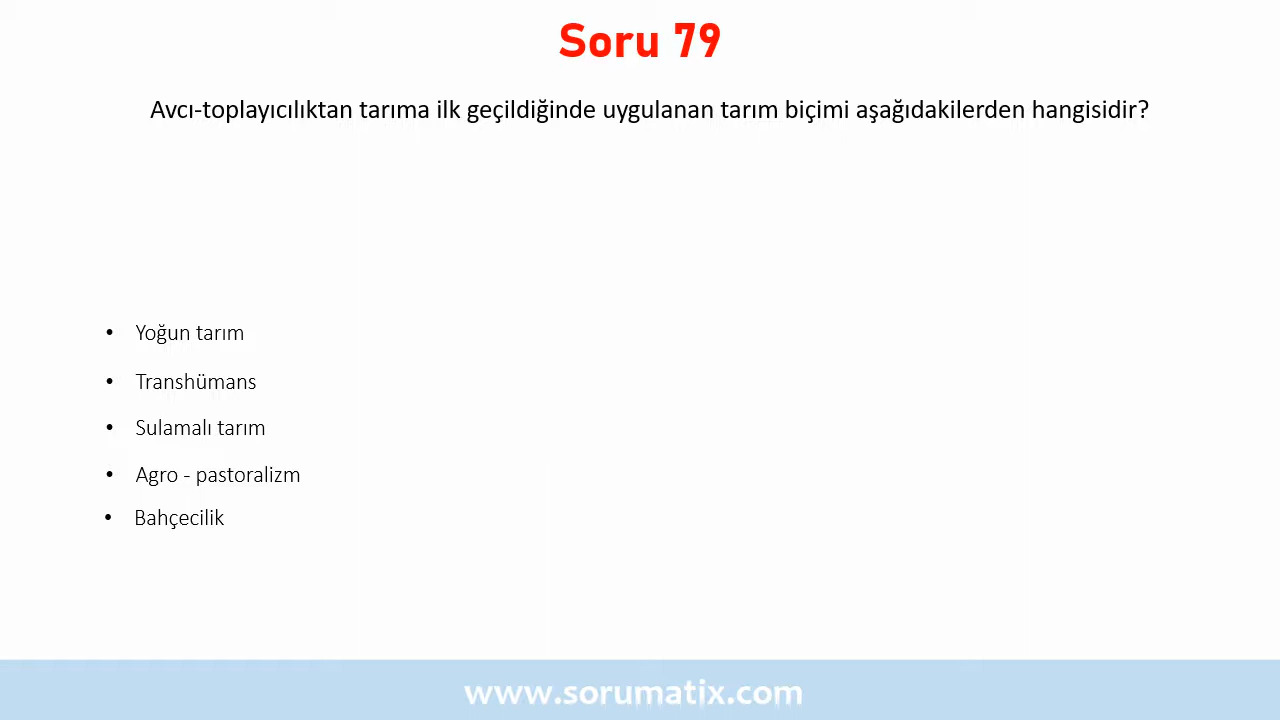 Soru 79
Avcı-toplayıcılıktan tarıma ilk geçildiğinde uygulanan tarım biçimi aşağıdakilerden hangisidir?
• Yoğun tarım
• Transhümans
• Sulamalı tarım
• Agro - pastoralizm
• Bahçecilik
www.sorumatix.com